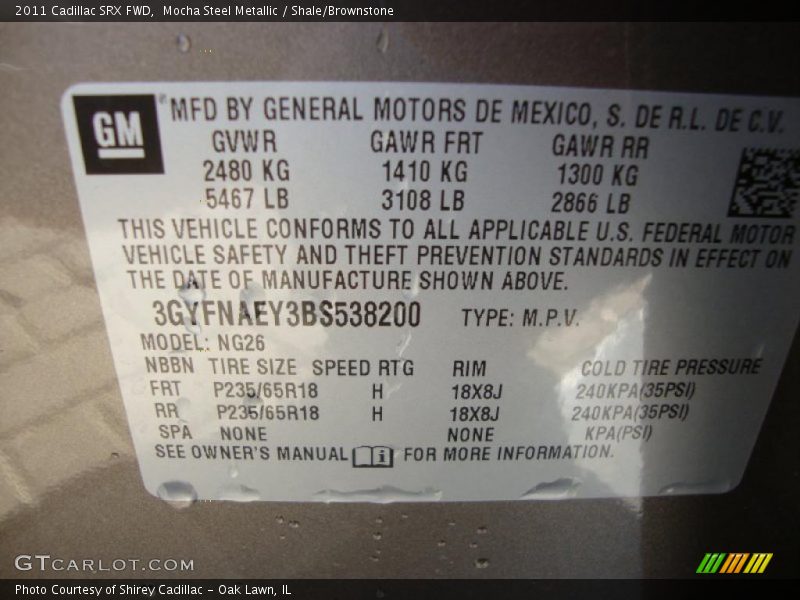 2011 Cadillac SRX FWD,  Mocha Steel Metallic / Shale/Brownstone
GM
MFD BY GENERAL MOTORS DE MEXICO, S. DE R.L. DE C.V.
GVWR GAWR FRT GAWR RR
2480 KG 1410 KG 1300 KG
5467 LB 3108 LB 2866 LB
THIS VEHICLE CONFORMS TO ALL APPLICABLE U.S. FEDERAL MOTOR
VEHICLE SAFETY AND THEFT PREVENTION STANDARDS IN EFFECT ON
THE DATE OF MANUFACTURE SHOWN ABOVE.
3GYFNAEY3BS538200 TYPE: M.P.V.
MODEL: NG26
NBBN TIRE SIZE SPEED RTG RIM COLD TIRE PRESSURE
FRT P235/65R18 H 18X8J 240KPA(35PSI)
RR P235/65R18 H 18X8J 240KPA(35PSI)
SPA NONE NONE KPA(PSI)
SEE OWNER'S MANUAL i FOR MORE INFORMATION.
GTCARLOT.COM
Photo Courtesy of Shirey Cadillac - Oak Lawn, IL